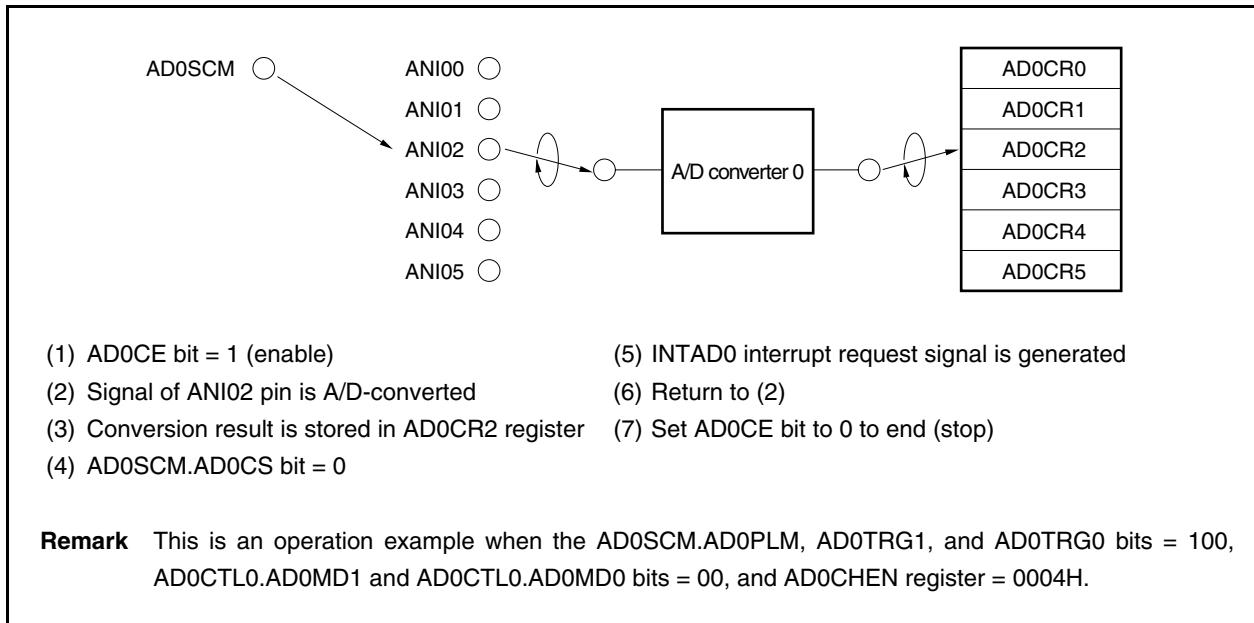 AD0SCM
ANI00
ANI01
ANI02
ANI03
ANI04
ANI05
A/D converter 0
AD0CR0
AD0CR1
AD0CR2
AD0CR3
AD0CR4
AD0CR5
(1) AD0CE bit = 1 (enable)
(2) Signal of ANI02 pin is A/D-converted
(3) Conversion result is stored in AD0CR2 register
(4) AD0SCM.AD0CS bit = 0
(5) INTAD0 interrupt request signal is generated
(6) Return to (2)
(7) Set AD0CE bit to 0 to end (stop)
Remark This is an operation example when the AD0SCM.AD0PLM, AD0TRG1, and AD0TRG0 bits = 100,
AD0CTL0.AD0MD1 and AD0CTL0.AD0MD0 bits = 00, and AD0CHEN register = 0004H.